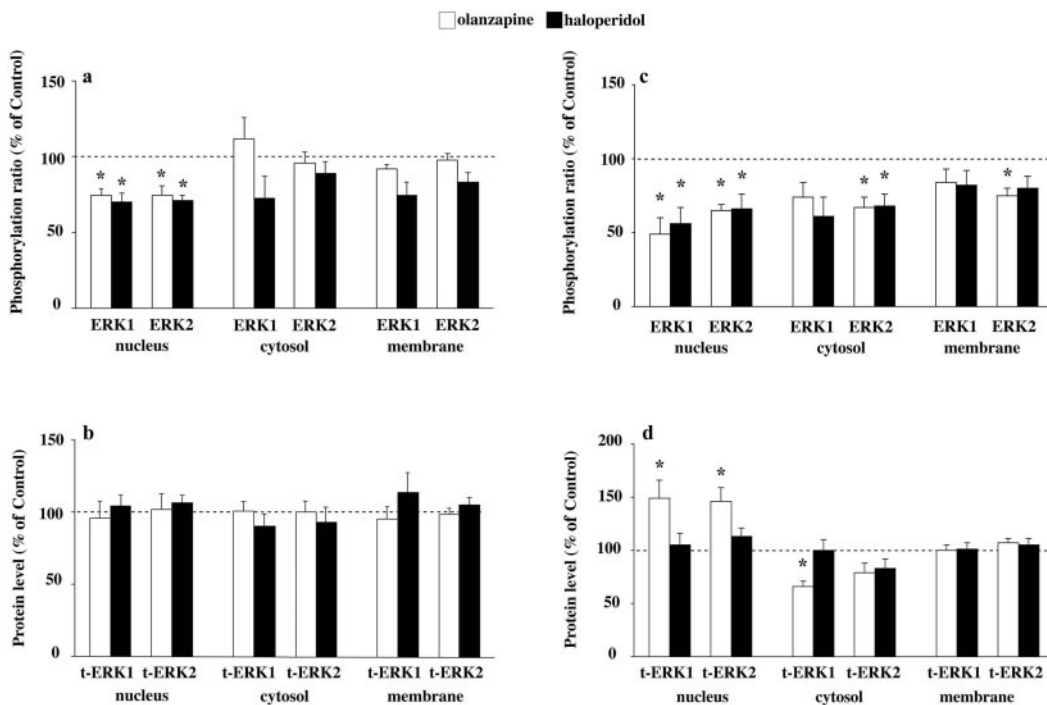 olanzapine haloperidol
a
Phosphorylation ratio (% of Control)
150
100
50
0
* * * *
ERK1 ERK2 ERK1 ERK2 ERK1 ERK2
nucleus cytosol membrane
c
Phosphorylation ratio (% of Control)
150
100
50
0
* * * * * * *
ERK1 ERK2 ERK1 ERK2 ERK1 ERK2
nucleus cytosol membrane
b
Protein level (% of Control)
150
100
50
0
t-ERK1 t-ERK2 t-ERK1 t-ERK2 t-ERK1 t-ERK2
nucleus cytosol membrane
d
Protein level (% of Control)
200
150
100
50
0
* * *
t-ERK1 t-ERK2 t-ERK1 t-ERK2 t-ERK1 t-ERK2
nucleus cytosol membrane